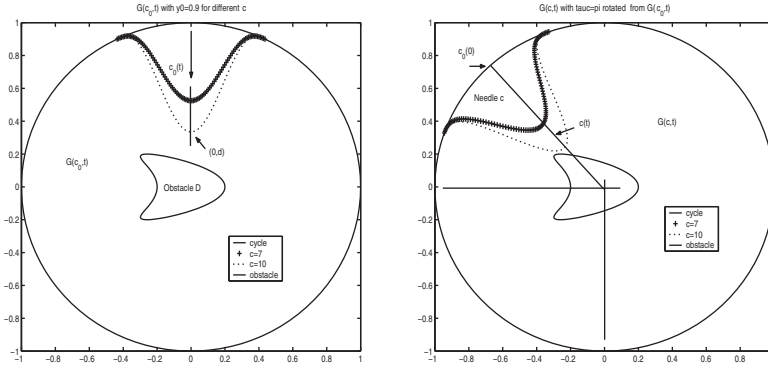 G(c0,t) with y0=0.9 for different c
1
0.8
0.6
0.4
0.2
0
−0.2
−0.4
−0.6
−0.8
−1
−1
−0.8
−0.6
−0.4
−0.2
0
0.2
0.4
0.6
0.8
1
c0(t)
(0,d)
G(c0,t)
Obstacle D
cycle
c=7
c=10
obstacle
G(c,t) with tauc=pi rotated from G(c0,t)
1
0.8
0.6
0.4
0.2
0
−0.2
−0.4
−0.6
−0.8
−1
−1
−0.8
−0.6
−0.4
−0.2
0
0.2
0.4
0.6
0.8
c0(0)
Needle c
c(t)
G(c,t)
cycle
c=7
c=10
obstacle